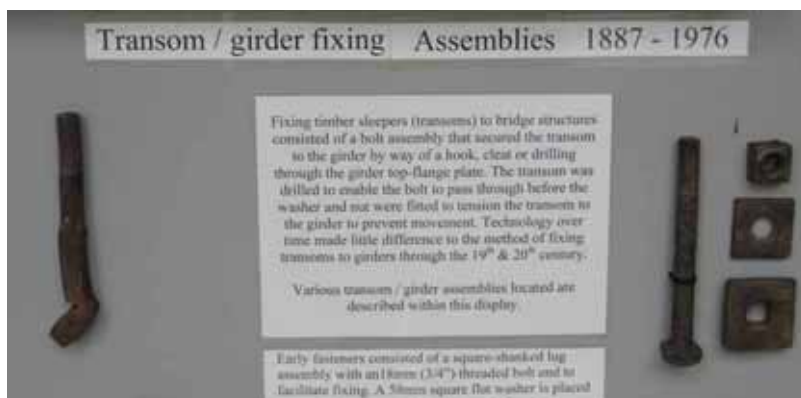 Transom / girder fixing Assemblies 1887 - 1976
Fixing timber sleepers (transoms) to bridge structures
consisted of a bolt assembly that secured the transom
to the girder by way of a hook, cleat or drilling
through the girder top-flange plate. The transom was
drilled to enable the bolt to pass through before the
washer and nut were fitted to tension the transom to
the girder to prevent movement. Technology over
time made little difference to the method of fixing
transoms to girders through the 19th & 20th century.
Various transom / girder assemblies located are
described within this display.
Early fasteners consisted of a square-shanked lug
assembly with an18mm (3/4") threaded bolt end to
facilitate fixing. A 50mm square flat washer is placed